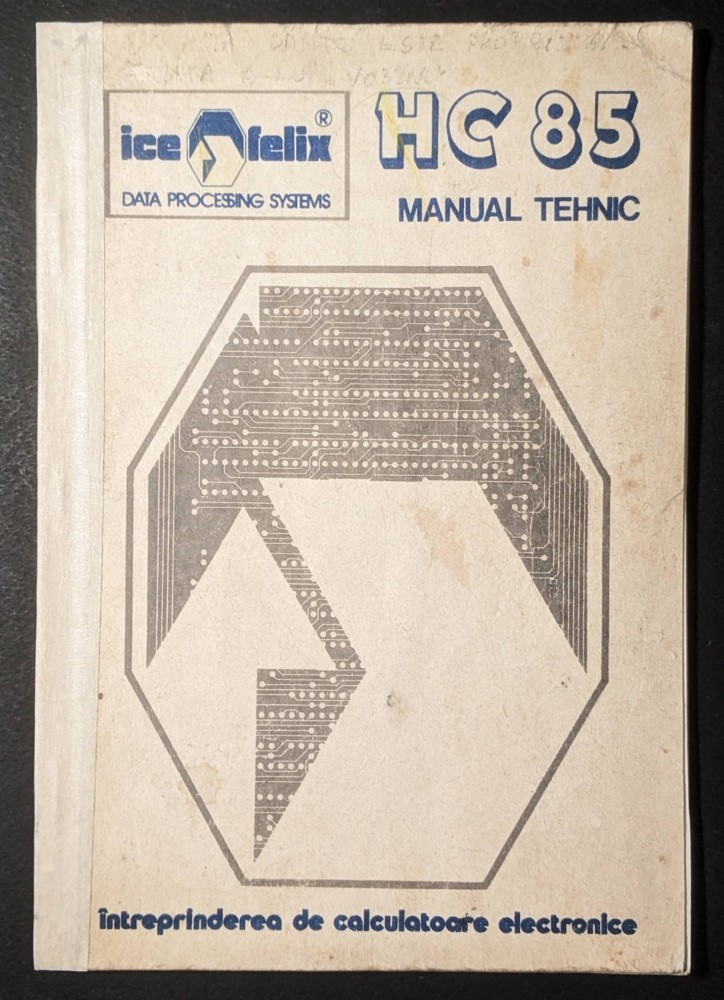 ice felix ®
DATA PROCESSING SYSTEMS
HC 85
MANUAL TEHNIC
întreprinderea de calculatoare electronice